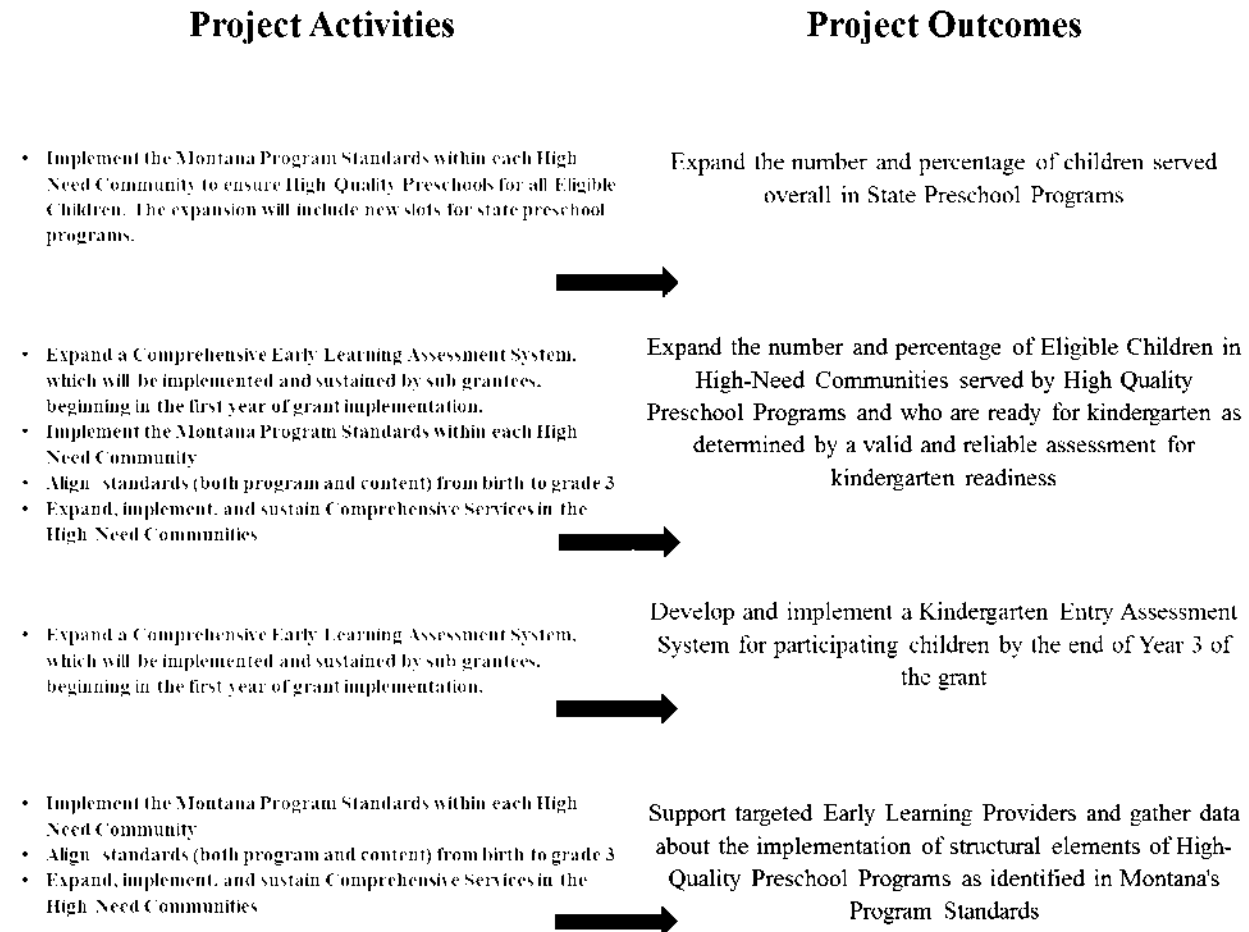 Project Activities
Project Outcomes
• Implement the Montana Program Standards within each High
Need Community to ensure High Quality Preschools for all Eligible
Children. The expansion will include new slots for state preschool
programs.
Expand the number and percentage of children served
overall in State Preschool Programs
• Expand a Comprehensive Early Learning Assessment System,
which will be implemented and sustained by sub grantees,
beginning in the first year of grant implementation.
• Implement the Montana Program Standards within each High
Need Community
• Align standards (both program and content) from birth to grade 3
• Expand, implement, and sustain Comprehensive Services in the
High Need Communities
Expand the number and percentage of Eligible Children in
High-Need Communities served by High Quality
Preschool Programs and who are ready for kindergarten as
determined by a valid and reliable assessment for
kindergarten readiness
• Expand a Comprehensive Early Learning Assessment System,
which will be implemented and sustained by sub grantees,
beginning in the first year of grant implementation.
Develop and implement a Kindergarten Entry Assessment
System for participating children by the end of Year 3 of
the grant
• Implement the Montana Program Standards within each High
Need Community
• Align standards (both program and content) from birth to grade 3
• Expand, implement, and sustain Comprehensive Services in the
High Need Communities
Support targeted Early Learning Providers and gather data
about the implementation of structural elements of High-
Quality Preschool Programs as identified in Montana's
Program Standards